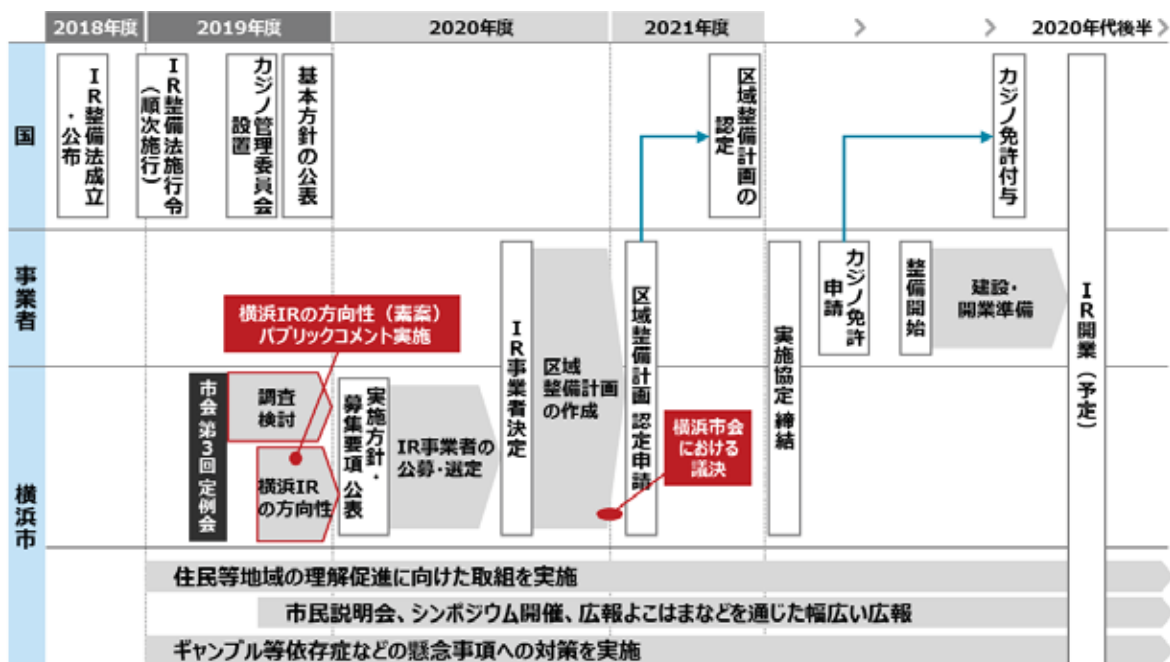 2018年度
2019年度
2020年度
2021年度
2020年代後半
国
IR整備法成立
・公布
IR整備法施行令
(順次施行)
カジノ管理委員会
設置
基本方針の公表
区域整備計画の
認定
カジノ免許付与
事業者
横浜IRの方向性（素案）
パブリックコメント実施
IR事業者決定
区域
整備計画
の作成
区域整備計画 認定申請
実施協定 締結
カジノ免許
申請
整備開始
建設・
開業準備
IR開業（予定）
横浜市
市会 第3回 定例会
調査
検討
横浜IR
の方向性
実施方針・
募集要項 公表
IR事業者の
公募・選定
横浜市会
における
議決
住民等地域の理解促進に向けた取組を実施
市民説明会、シンポジウム開催、広報よこはまなどを通じた幅広い広報
ギャンブル等依存症などの懸念事項への対策を実施